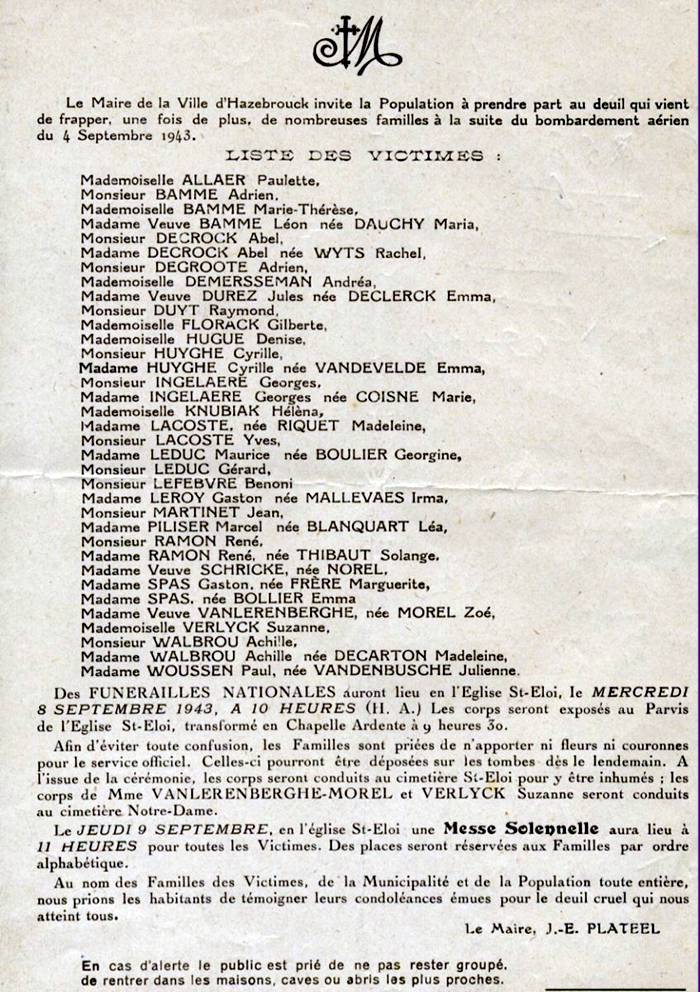 Le Maire de la Ville d'Hazebrouck invite la Population à prendre part au deuil qui vient
de frapper, une fois de plus, de nombreuses familles à la suite du bombardement aérien
du 4 Septembre 1943.
LISTE DES VICTIMES :
Mademoiselle ALLAER Paulette,
Monsieur BAMME Adrien,
Mademoiselle BAMME Marie-Thérèse,
Madame Veuve BAMME Léon née DAUCHY Maria,
Monsieur DECROCK Abel,
Madame DECROCK Abel née WYTS Rachel,
Monsieur DEGROOTE Adrien,
Mademoiselle DEMERSSEMAN Andréa,
Madame Veuve DUREZ Jules née DECLERCK Emma,
Monsieur DUYT Raymond,
Mademoiselle FLORACK Gilberte,
Mademoiselle HUGUE Denise,
Monsieur HUYGHE Cyrille,
Madame HUYGHE Cyrille née VANDEVELDE Emma,
Monsieur INGELAERE Georges,
Madame INGELAERE Georges née COISNE Marie,
Mademoiselle KNUBIAK Hélèna,
Madame LACOSTE, née RIQUET Madeleine,
Monsieur LACOSTE Yves,
Madame LEDUC Maurice née BOULIER Georgine,
Monsieur LEDUC Gérard,
Monsieur LEFEBVRE Benoni
Madame LEROY Gaston née MALLEVAES Irma,
Monsieur MARTINET Jean,
Madame PILISER Marcel née BLANQUART Léa,
Monsieur RAMON René,
Madame RAMON René, née THIBAUT Solange,
Madame Veuve SCHRICKE, née NOREL,
Madame SPAS Gaston, née FRÈRE Marguerite,
Madame SPAS, née BOLLIER Emma
Madame Veuve VANLERENBERGHE, née MOREL Zoé,
Mademoiselle VERLYCK Suzanne,
Monsieur WALBROU Achille,
Madame WALBROU Achille née DECARTON Madeleine,
Madame WOUSSEN Paul, née VANDENBUSCHE Julienne.
Des FUNERAILLES NATIONALES auront lieu en l'Eglise St-Eloi, le MERCREDI
8 SEPTEMBRE 1943, A 10 HEURES (H. A.) Les corps seront exposés au Parvis
de l'Eglise St-Eloi, transformé en Chapelle Ardente à 9 heures 30.
Afin d'éviter toute confusion, les Familles sont priées de n'apporter ni fleurs ni couronnes
pour le service officiel. Celles-ci pourront être déposées sur les tombes dès le lendemain. A
l'issue de la cérémonie, les corps seront conduits au cimetière St-Eloi pour y être inhumés ; les
corps de Mme VANLERENBERGHE-MOREL et VERLYCK Suzanne seront conduits
au cimetière Notre-Dame.
Le JEUDI 9 SEPTEMBRE, en l'église St-Eloi une Messe Solennelle aura lieu à
11 HEURES pour toutes les Victimes. Des places seront réservées aux Familles par ordre
alphabétique.
Au nom des Familles des Victimes, de la Municipalité et de la Population toute entière,
nous prions les habitants de témoigner leurs condoléances émues pour le deuil cruel qui nous
atteint tous.
Le Maire, J.-E. PLATEEL
En cas d'alerte le public est prié de ne pas rester groupé,
de rentrer dans les maisons, caves ou abris les plus proches.